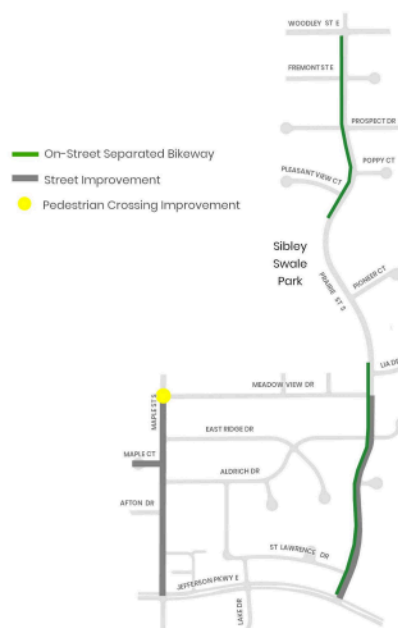 WOODLEY ST E
FREMONT ST E
PROSPECT DR
POPPY CT
PLEASANT VIEW CT
On-Street Separated Bikeway
Street Improvement
Pedestrian Crossing Improvement
Sibley
Swale
Park
PRAIRIE ST S
PIONEER CT
LIA DR
MEADOW VIEW DR
MAPLE ST S
EAST RIDGE DR
MAPLE CT
ALDRICH DR
AFTON DR
ST LAWRENCE DR
JEFFERSON PKWY E
LAKE DR